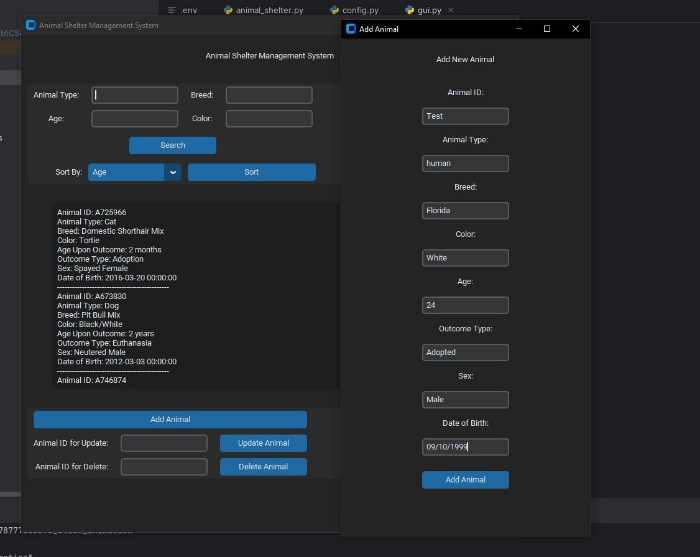 .env
animal_shelter.py
config.py
gui.py
Animal Shelter Management System
Animal Shelter Management System
Animal Type:
Breed:
Age:
Color:
Search
Sort By:
Age
Sort
Animal ID: A725966
Animal Type: Cat
Breed: Domestic Shorthair Mix
Color: Tortie
Age Upon Outcome: 2 months
Outcome Type: Adoption
Sex: Spayed Female
Date of Birth: 2016-03-20 00:00:00
----------------------------------------
Animal ID: A673830
Animal Type: Dog
Breed: Pit Bull Mix
Color: Black/White
Age Upon Outcome: 2 years
Outcome Type: Euthanasia
Sex: Neutered Male
Date of Birth: 2012-03-03 00:00:00
----------------------------------------
Animal ID: A746874
Add Animal
Animal ID for Update:
Update Animal
Animal ID for Delete:
Delete Animal
Add Animal
Add New Animal
Animal ID:
Test
Animal Type:
human
Breed:
Florida
Color:
White
Age:
24
Outcome Type:
Adopted
Sex:
Male
Date of Birth:
09/10/1999
Add Animal